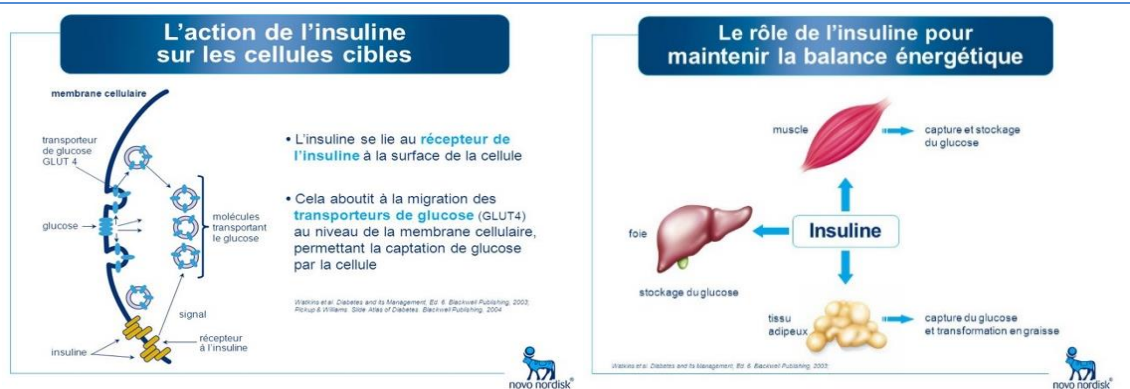 L'action de l'insuline
sur les cellules cibles
membrane cellulaire
transporteur
de glucose
GLUT 4
glucose
molécules
transportant
le glucose
signal
récepteur
à l'insuline
insuline
• L'insuline se lie au récepteur de
l'insuline à la surface de la cellule
• Cela aboutit à la migration des
transporteurs de glucose (GLUT4)
au niveau de la membrane cellulaire,
permettant la captation de glucose
par la cellule
Watkins et al. Diabetes and its Management, Ed. 6. Blackwell Publishing, 2003;
Pickup & Williams. Slide Atlas of Diabetes. Blackwell Publishing, 2004
novo nordisk®
Le rôle de l'insuline pour
maintenir la balance énergétique
muscle
capture et stockage
du glucose
foie
Insuline
stockage du glucose
tissu
adipeux
capture du glucose
et transformation en graisse
Watkins et al. Diabetes and its Management, Ed. 6. Blackwell Publishing, 2003;
novo nordisk®